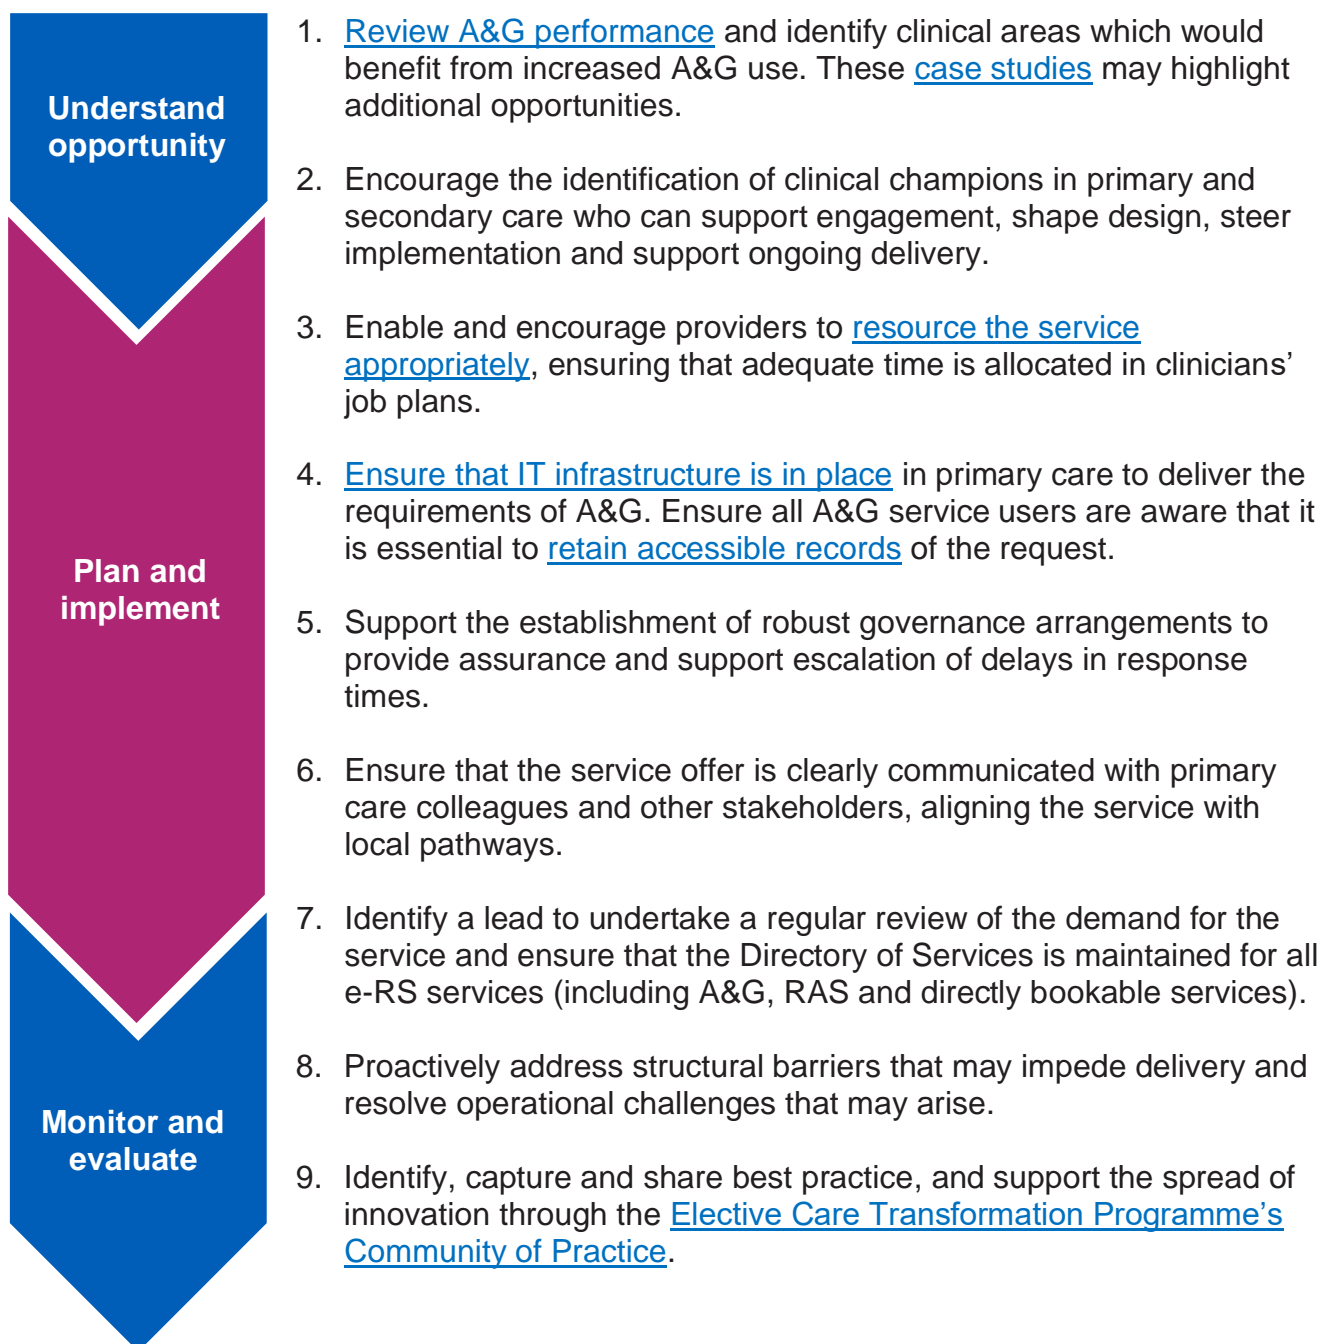 Understand
opportunity
1. Review A&G performance and identify clinical areas which would
benefit from increased A&G use. These case studies may highlight
additional opportunities.
2. Encourage the identification of clinical champions in primary and
secondary care who can support engagement, shape design, steer
implementation and support ongoing delivery.
Plan and
implement
3. Enable and encourage providers to resource the service
appropriately, ensuring that adequate time is allocated in clinicians’
job plans.
4. Ensure that IT infrastructure is in place in primary care to deliver the
requirements of A&G. Ensure all A&G service users are aware that it
is essential to retain accessible records of the request.
5. Support the establishment of robust governance arrangements to
provide assurance and support escalation of delays in response
times.
6. Ensure that the service offer is clearly communicated with primary
care colleagues and other stakeholders, aligning the service with
local pathways.
Monitor and
evaluate
7. Identify a lead to undertake a regular review of the demand for the
service and ensure that the Directory of Services is maintained for all
e-RS services (including A&G, RAS and directly bookable services).
8. Proactively address structural barriers that may impede delivery and
resolve operational challenges that may arise.
9. Identify, capture and share best practice, and support the spread of
innovation through the Elective Care Transformation Programme’s
Community of Practice.